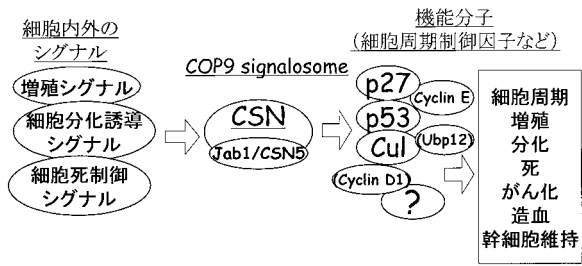 細胞内外の
シグナル
増殖シグナル
細胞分化誘導
シグナル
細胞死制御
シグナル
COP9 signalosome
CSN
Jab1/CSN5
機能分子
(細胞周期制御因子など)
p27
Cyclin E
p53
Cul
(Ubp12)
(Cyclin D1)
?
細胞周期
増殖
分化
死
がん化
造血
幹細胞維持